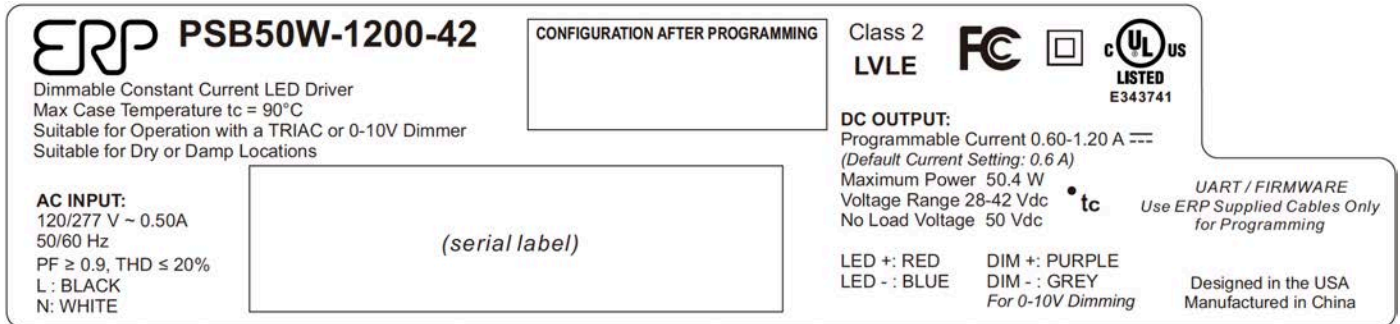 ERP PSB50W-1200-42
Dimmable Constant Current LED Driver
Max Case Temperature tc = 90°C
Suitable for Operation with a TRIAC or 0-10V Dimmer
Suitable for Dry or Damp Locations
AC INPUT:
120/277 V ~ 0.50A
50/60 Hz
PF ≥ 0.9, THD ≤ 20%
L : BLACK
N: WHITE
CONFIGURATION AFTER PROGRAMMING
(serial label)
Class 2
LVLE
FC
c UL US
LISTED
E343741
DC OUTPUT:
Programmable Current 0.60-1.20 A ⎓
(Default Current Setting: 0.6 A)
Maximum Power 50.4 W
Voltage Range 28-42 Vdc
No Load Voltage 50 Vdc
• tc
LED +: RED
LED - : BLUE
DIM +: PURPLE
DIM - : GREY
For 0-10V Dimming
UART / FIRMWARE
Use ERP Supplied Cables Only
for Programming
Designed in the USA
Manufactured in China